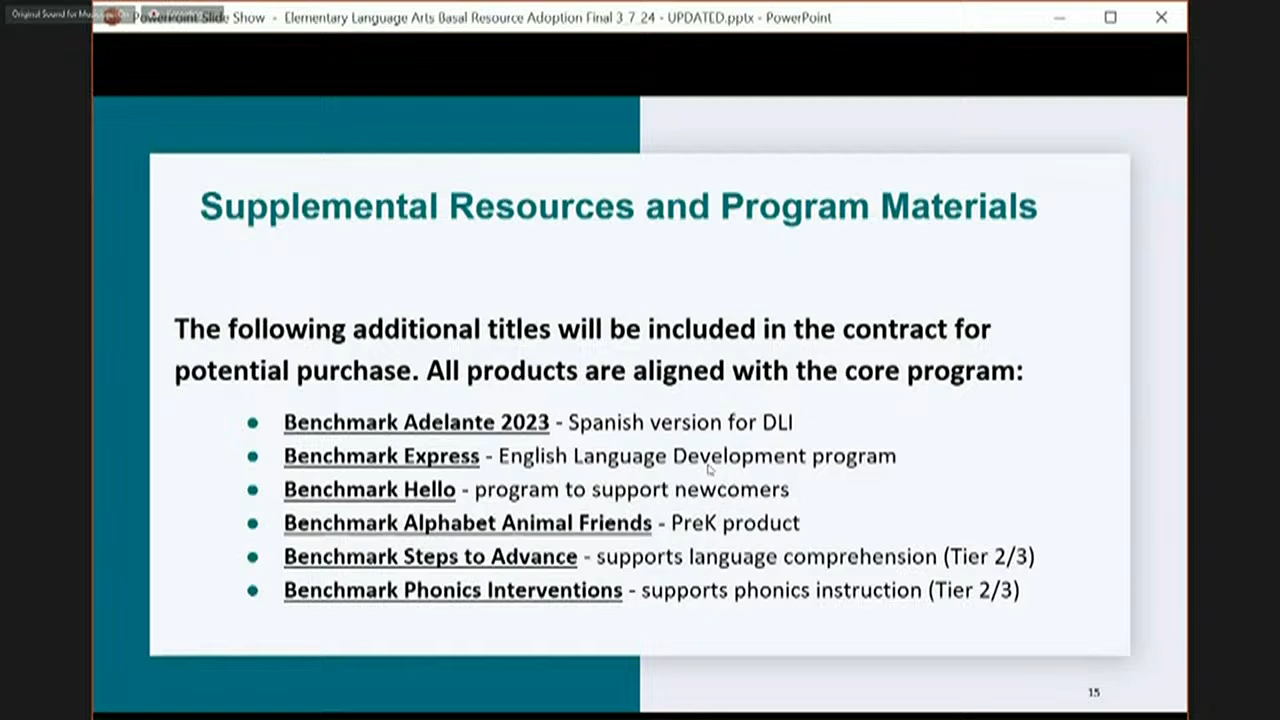 Original Sound for
PowerPoint Slide Show - Elementary Language Arts Basal Resource Adoption Final 3_7_24 - UPDATED.pptx - PowerPoint
Supplemental Resources and Program Materials
The following additional titles will be included in the contract for
potential purchase. All products are aligned with the core program:
• Benchmark Adelante 2023 - Spanish version for DLI
• Benchmark Express - English Language Development program
• Benchmark Hello - program to support newcomers
• Benchmark Alphabet Animal Friends - PreK product
• Benchmark Steps to Advance - supports language comprehension (Tier 2/3)
• Benchmark Phonics Interventions - supports phonics instruction (Tier 2/3)
15